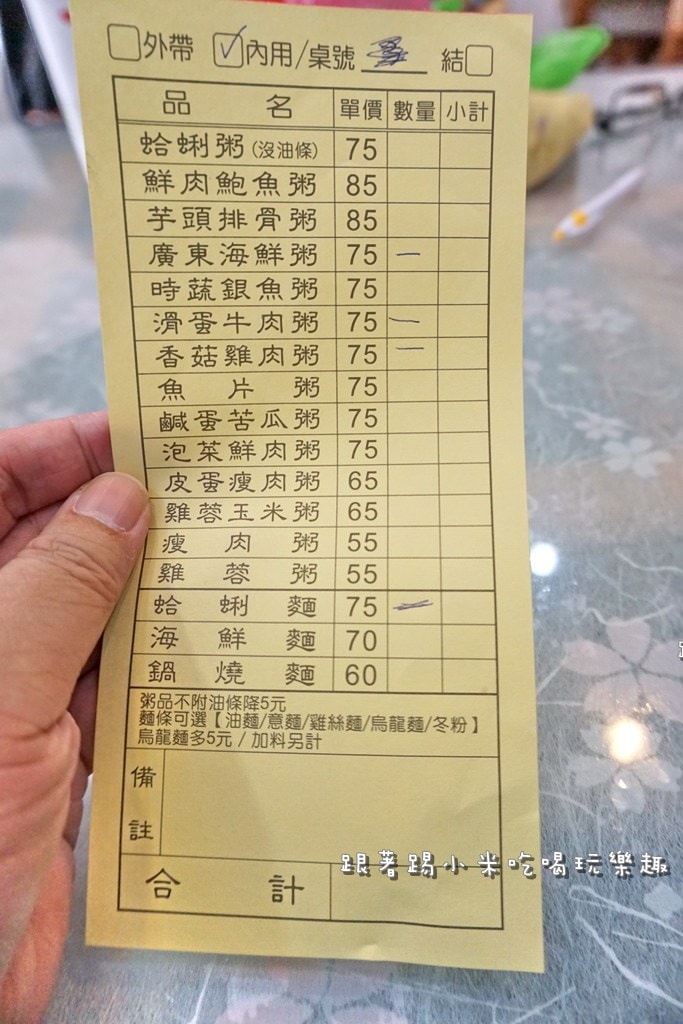 外帶 ✓內用/桌號 結
品名 單價 數量 小計
蛤蜊粥(沒油條) 75
鮮肉鮑魚粥 85
芋頭排骨粥 85
廣東海鮮粥 75 一
時蔬銀魚粥 75
滑蛋牛肉粥 75 一
香菇雞肉粥 75 一
魚片粥 75
鹹蛋苦瓜粥 75
泡菜鮮肉粥 75
皮蛋瘦肉粥 65
雞蓉玉米粥 65
瘦肉粥 55
雞蓉粥 55
蛤蜊麵 75 一
海鮮麵 70
鍋燒麵 60
粥品不附油條降5元
麵條可選【油麵/意麵/雞絲麵/烏龍麵/冬粉】
烏龍麵多5元/加料另計
備註
合計
跟著踢小米吃喝玩樂趣